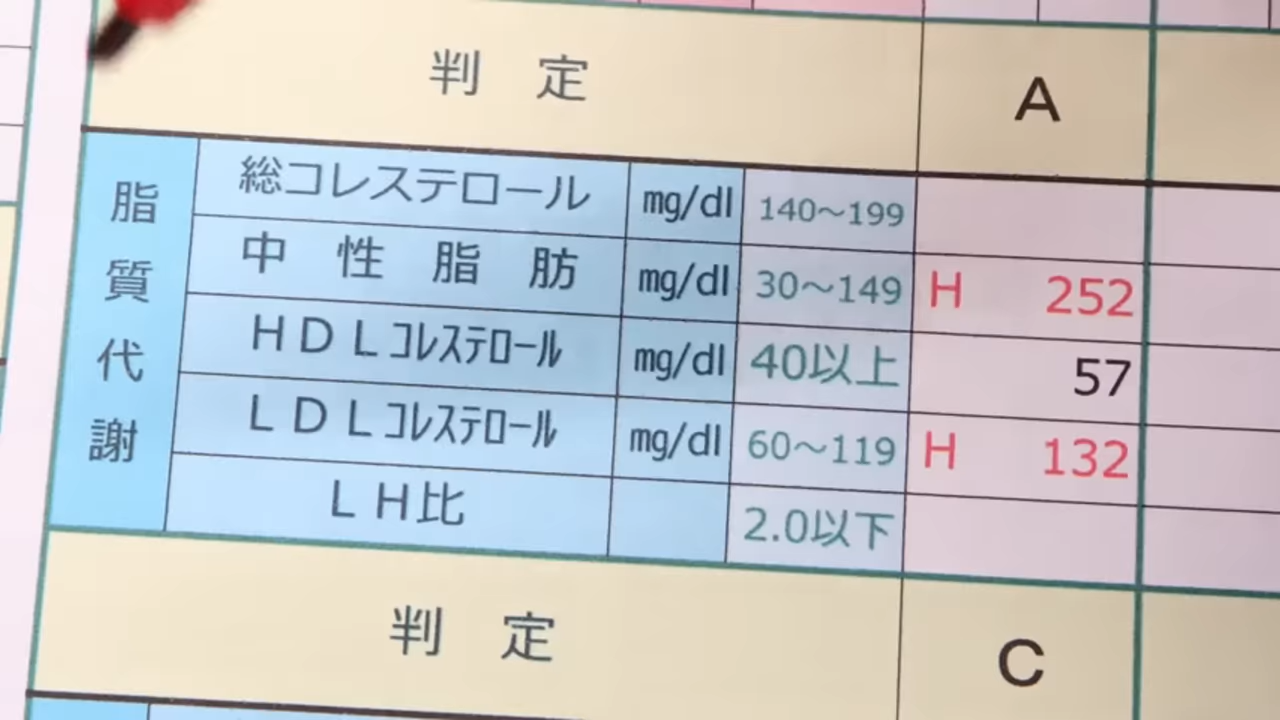 判 定 A
脂質代謝
総コレステロール mg/dl 140～199
中 性 脂 肪 mg/dl 30～149 H 252
ＨＤＬｺﾚｽﾃﾛｰﾙ mg/dl 40以上 57
ＬＤＬｺﾚｽﾃﾛｰﾙ mg/dl 60～119 H 132
ＬＨ比 2.0以下
判 定 C